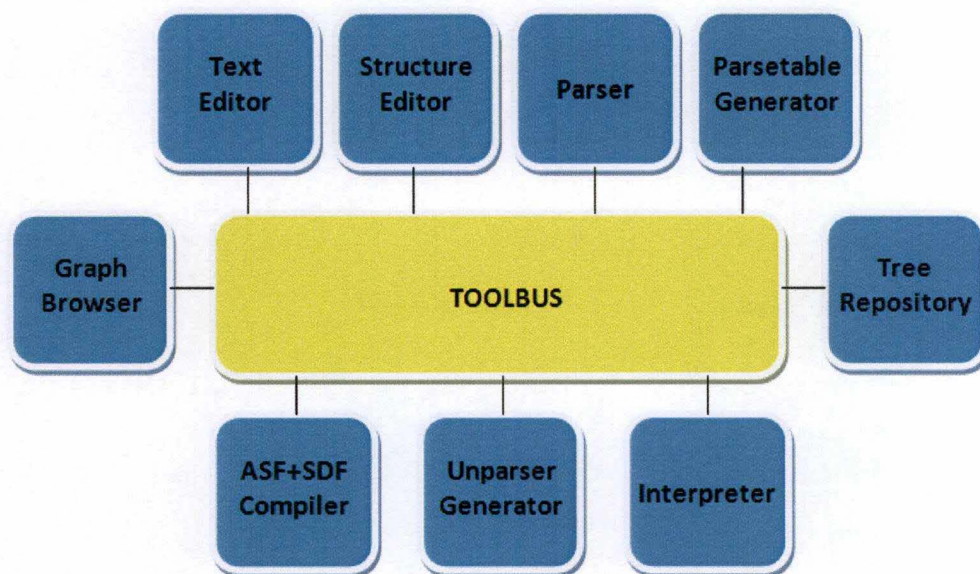 Text
Editor
Structure
Editor
Parser
Parsetable
Generator
Graph
Browser
TOOLBUS
Tree
Repository
ASF+SDF
Compiler
Unparser
Generator
Interpreter